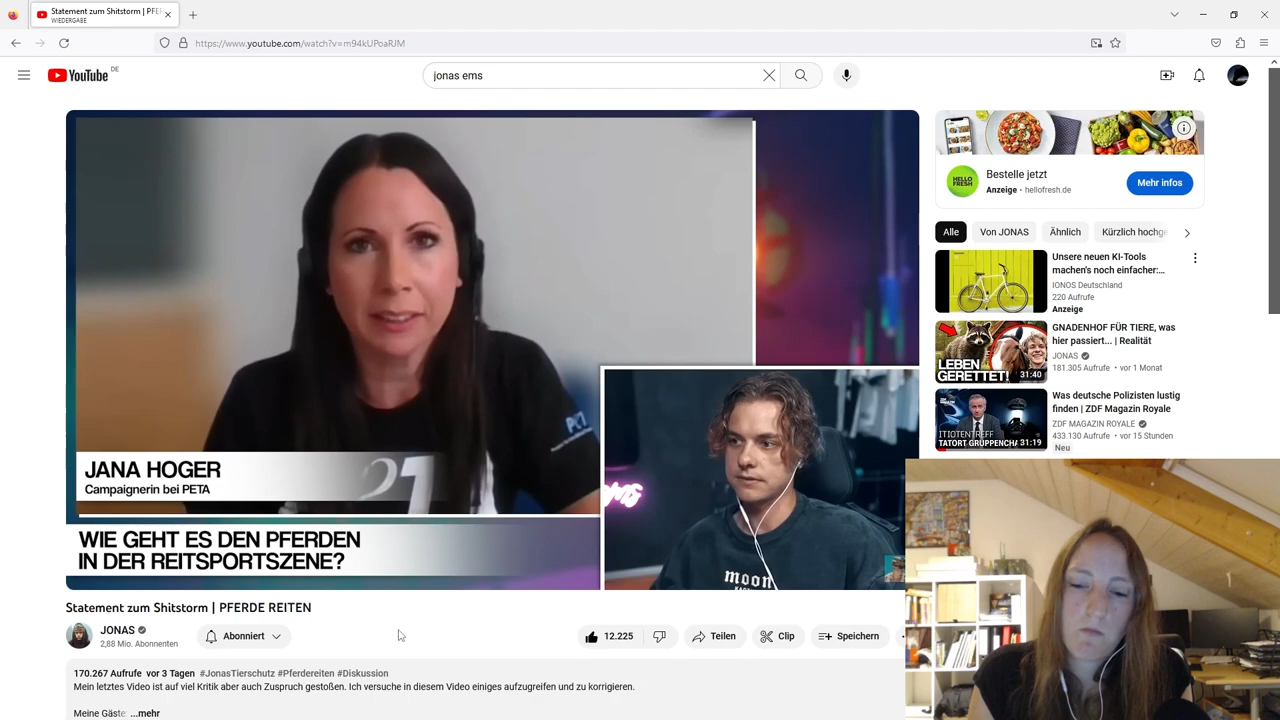 Statement zum Shitstorm | PFE
WIEDERGABE
https://www.youtube.com/watch?v=m94kUPoaRJM
YouTube DE
jonas ems
JANA HOGER
Campaignerin bei PETA
WIE GEHT ES DEN PFERDEN
IN DER REITSPORTSZENE?
moon
Statement zum Shitstorm | PFERDE REITEN
JONAS
2,88 Mio. Abonnenten
Abonniert
12.225
Teilen
Clip
Speichern
170.267 Aufrufe vor 3 Tagen #JonasTierschutz #Pferdereiten #Diskussion
Mein letztes Video ist auf viel Kritik aber auch Zuspruch gestoßen. Ich versuche in diesem Video einiges aufzugreifen und zu korrigieren.
Meine Gäste: ...mehr
HELLO
FRESH
Bestelle jetzt
Anzeige • hellofresh.de
Mehr infos
Alle
Von JONAS
Ähnlich
Kürzlich hochge
Unsere neuen KI-Tools
machen's noch einfacher:...
IONOS Deutschland
220 Aufrufe
Anzeige
LEBEN
GERETTET!
31:40
GNADENHOF FÜR TIERE, was
hier passiert... | Realität
JONAS
181.305 Aufrufe • vor 1 Monat
TATORT GRUPPENCHA
31:19
Was deutsche Polizisten lustig
finden | ZDF Magazin Royale
ZDF MAGAZIN ROYALE
433.130 Aufrufe • vor 15 Stunden
Neu